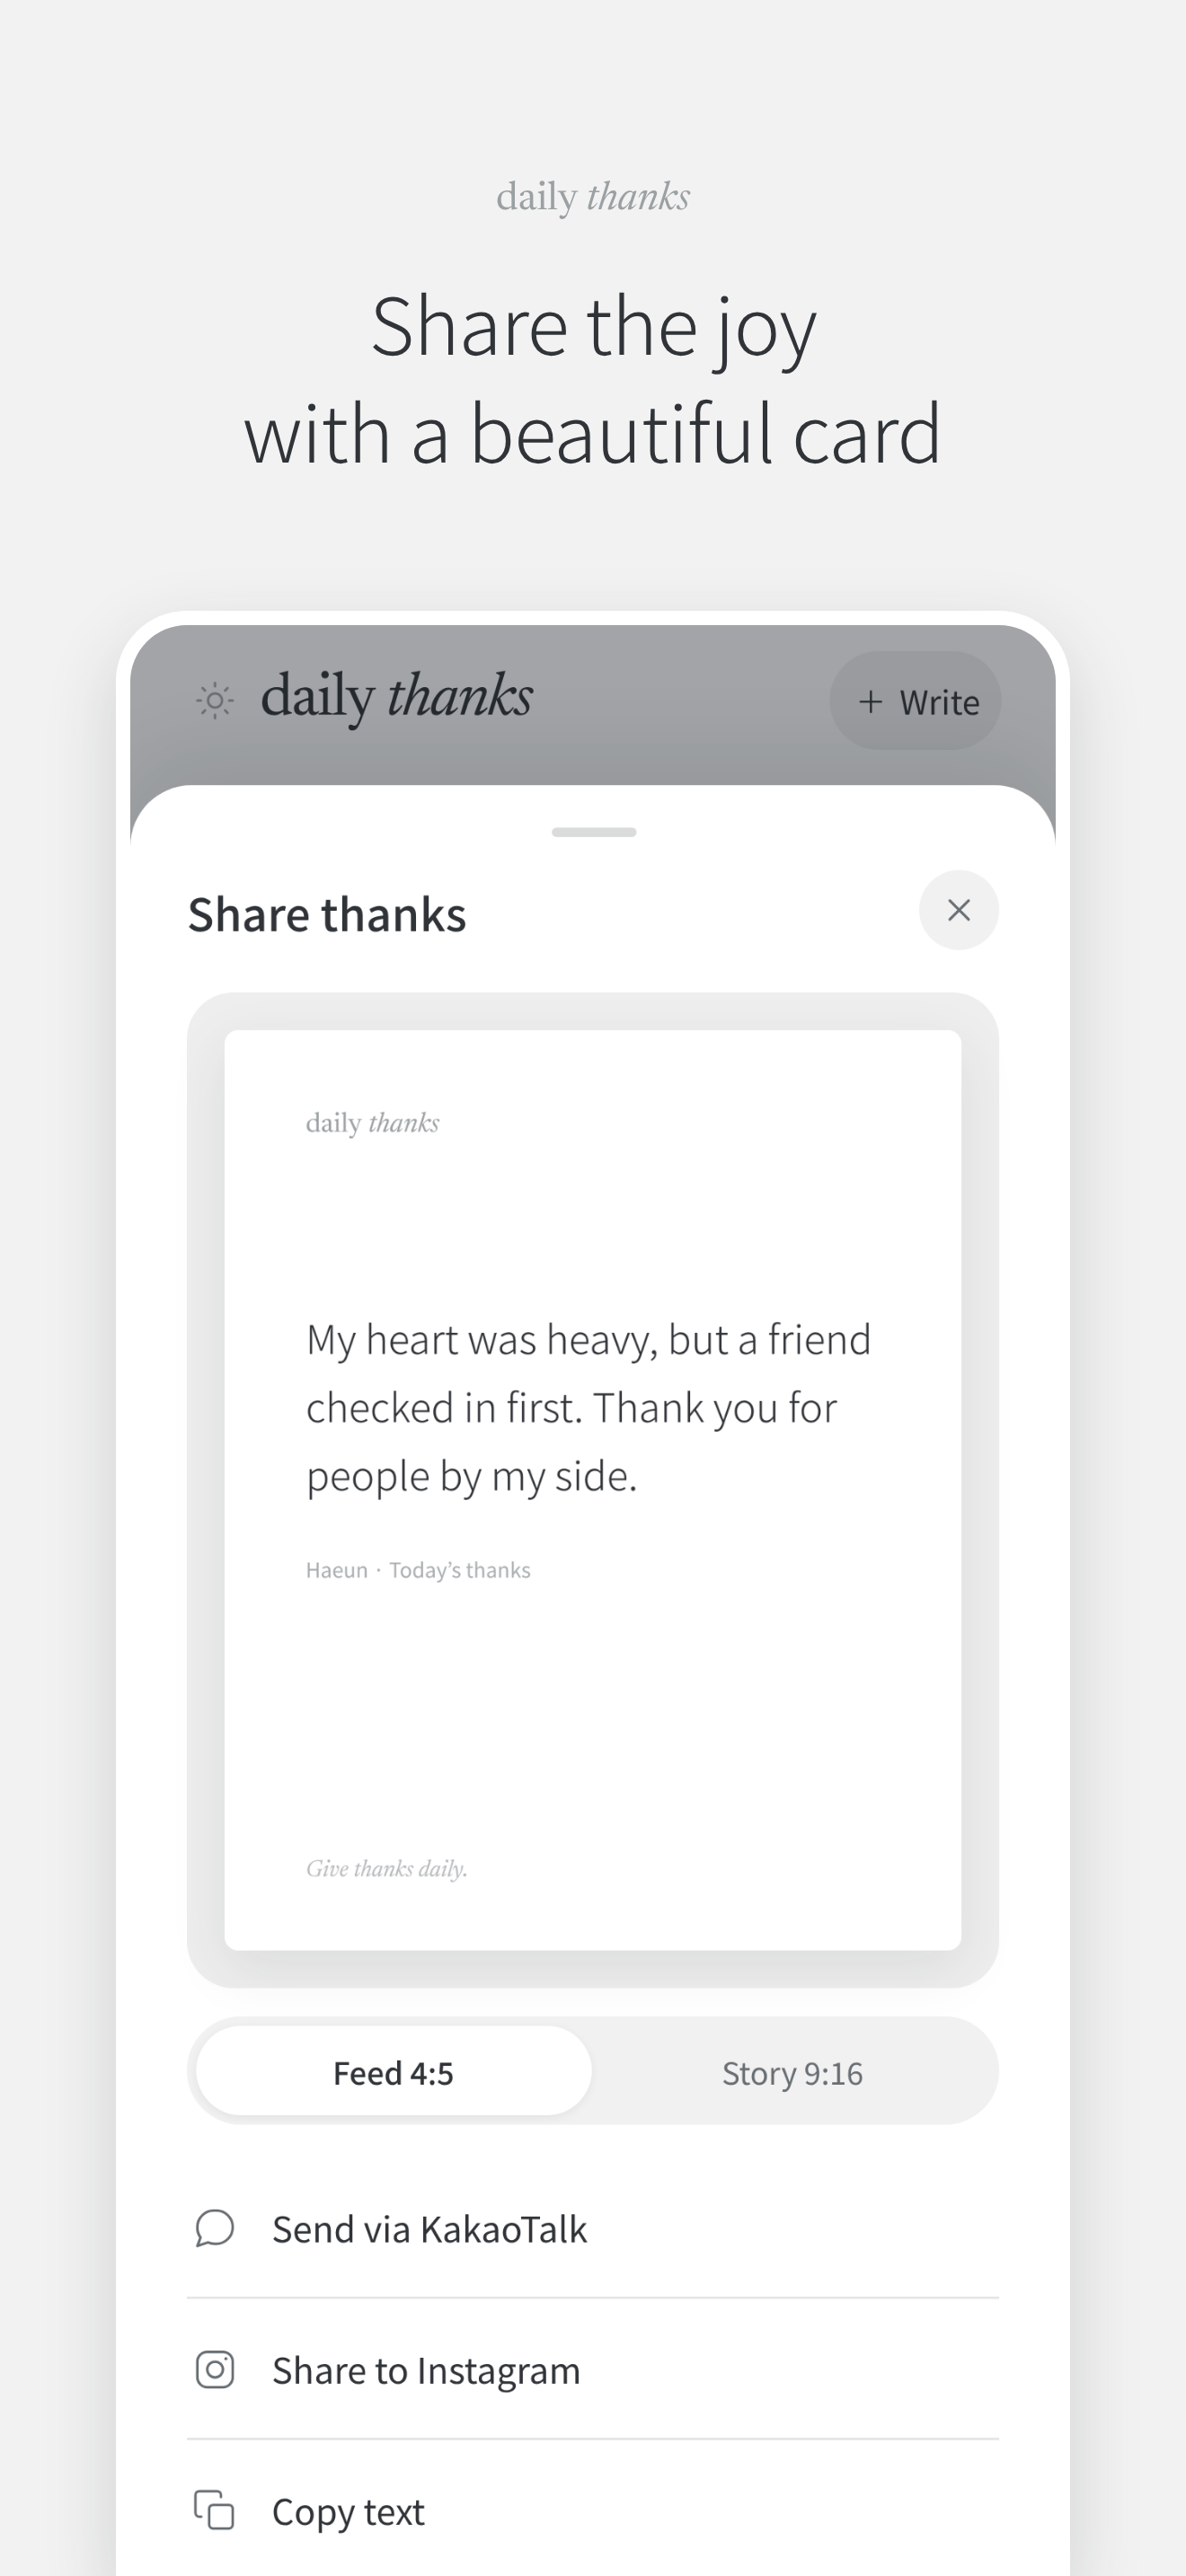 daily thanks
Share the joy
with a beautiful card
daily thanks
+ Write
Share thanks
daily thanks
My heart was heavy, but a friend
checked in first. Thank you for
people by my side.
Haeun · Today’s thanks
Give thanks daily.
Feed 4:5
Story 9:16
Send via KakaoTalk
Share to Instagram
Copy text